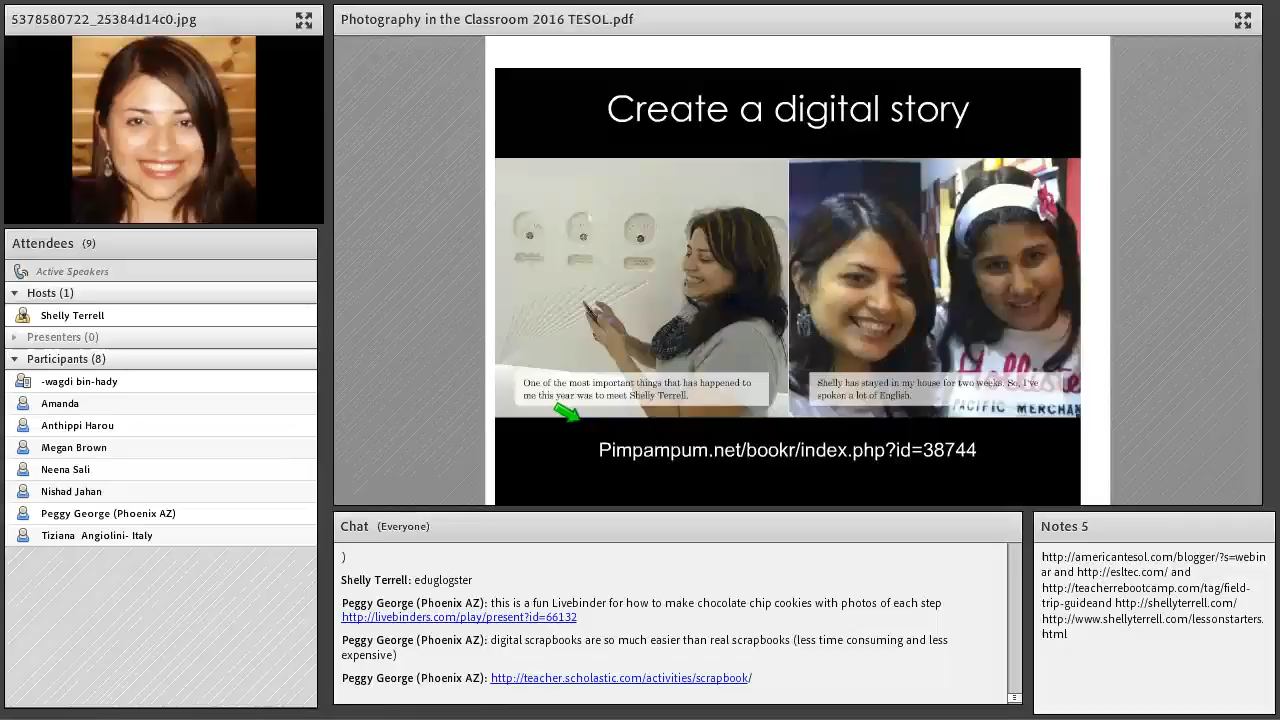 5378580722_25384d14c0.jpg
Attendees (9)
Active Speakers
Hosts (1)
Shelly Terrell
Presenters (0)
Participants (8)
-wagdi bin-hady
Amanda
Anthippi Harou
Megan Brown
Neena Sali
Nishad Jahan
Peggy George (Phoenix AZ)
Tiziana Angiolini- Italy
Photography in the Classroom 2016 TESOL.pdf
Create a digital story
One of the most important things that has happened to
me this year was to meet Shelly Terrell.
Shelly has stayed in my house for two weeks. So, I've
spoken a lot of English.
Hollister
PACIFIC MERCHAN
Pimpampum.net/bookr/index.php?id=38744
Chat (Everyone)
)
Shelly Terrell: eduglogster
Peggy George (Phoenix AZ): this is a fun Livebinder for how to make chocolate chip cookies with photos of each step
http://livebinders.com/play/present?id=66132
Peggy George (Phoenix AZ): digital scrapbooks are so much easier than real scrapbooks (less time consuming and less
expensive)
Peggy George (Phoenix AZ): http://teacher.scholastic.com/activities/scrapbook/
Notes 5
http://americantesol.com/blogger/?s=webin
ar and http://esltec.com/ and
http://teacherrebootcamp.com/tag/field-
trip-guideand http://shellyterrell.com/
http://www.shellyterrell.com/lessonstarters.
html